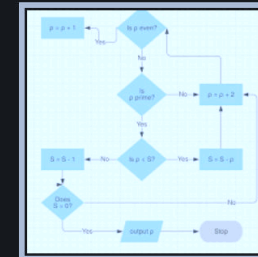 p = p + 1
Is p even?
Yes
No
Is
p prime?
No
p = p + 2
Yes
S = S - 1
No
Is p + S?
Yes
S = S - p
Does
S = 0?
No
Yes
output p
Stop